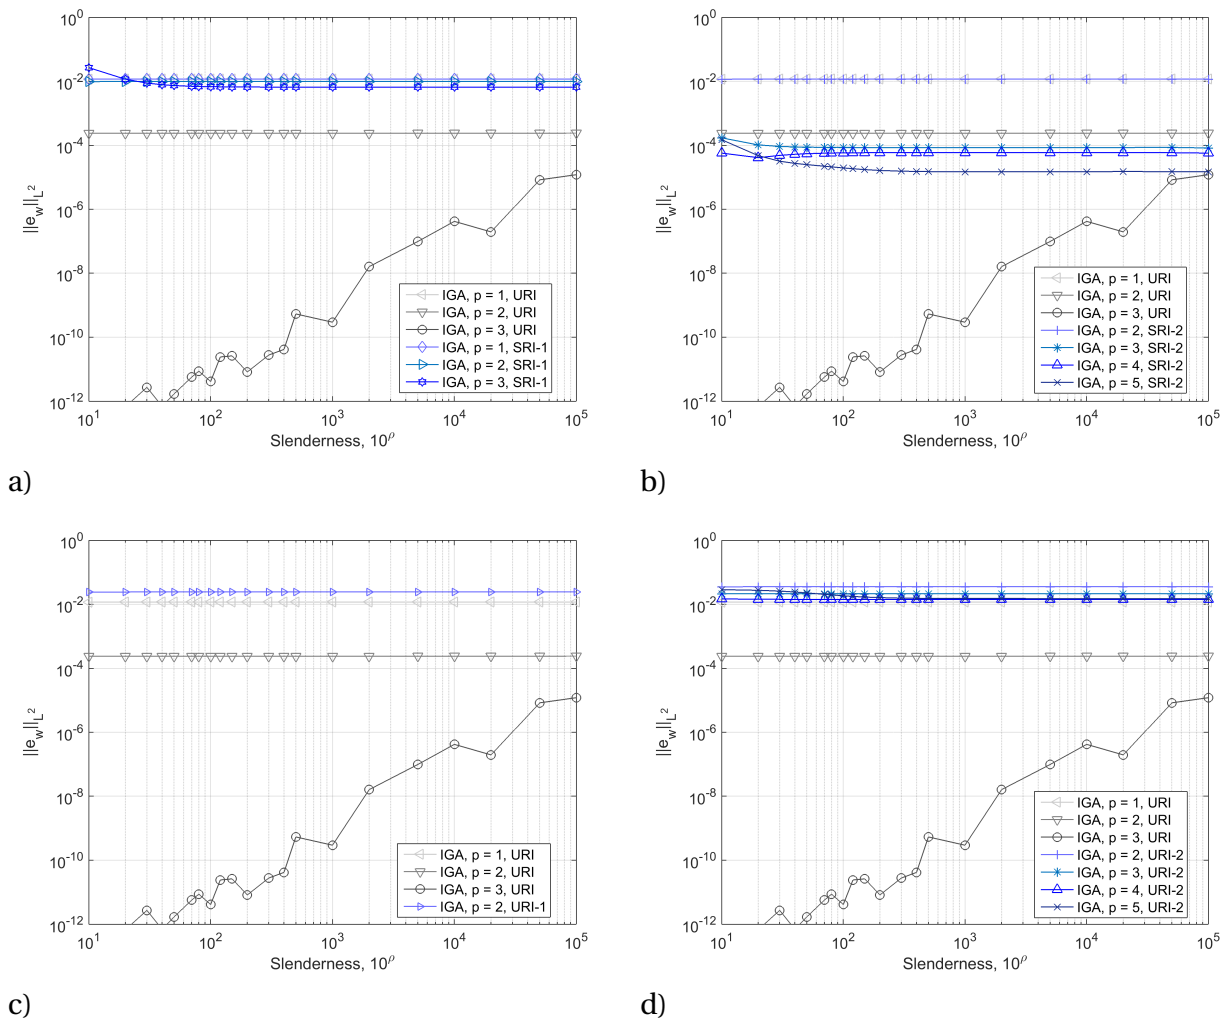 10^0
10^-2
10^-4
10^-6
10^-8
10^-10
10^-12
||e_w||_L^2
10^1
10^2
10^3
10^4
10^5
Slenderness, 10^ρ
IGA, p = 1, URI
IGA, p = 2, URI
IGA, p = 3, URI
IGA, p = 1, SRI-1
IGA, p = 2, SRI-1
IGA, p = 3, SRI-1
a)
10^0
10^-2
10^-4
10^-6
10^-8
10^-10
10^-12
||e_w||_L^2
10^1
10^2
10^3
10^4
10^5
Slenderness, 10^ρ
IGA, p = 1, URI
IGA, p = 2, URI
IGA, p = 3, URI
IGA, p = 2, SRI-2
IGA, p = 3, SRI-2
IGA, p = 4, SRI-2
IGA, p = 5, SRI-2
b)
10^0
10^-2
10^-4
10^-6
10^-8
10^-10
10^-12
||e_w||_L^2
10^1
10^2
10^3
10^4
10^5
Slenderness, 10^ρ
IGA, p = 1, URI
IGA, p = 2, URI
IGA, p = 3, URI
IGA, p = 2, URI-1
c)
10^0
10^-2
10^-4
10^-6
10^-8
10^-10
10^-12
||e_w||_L^2
10^1
10^2
10^3
10^4
10^5
Slenderness, 10^ρ
IGA, p = 1, URI
IGA, p = 2, URI
IGA, p = 3, URI
IGA, p = 2, URI-2
IGA, p = 3, URI-2
IGA, p = 4, URI-2
IGA, p = 5, URI-2
d)